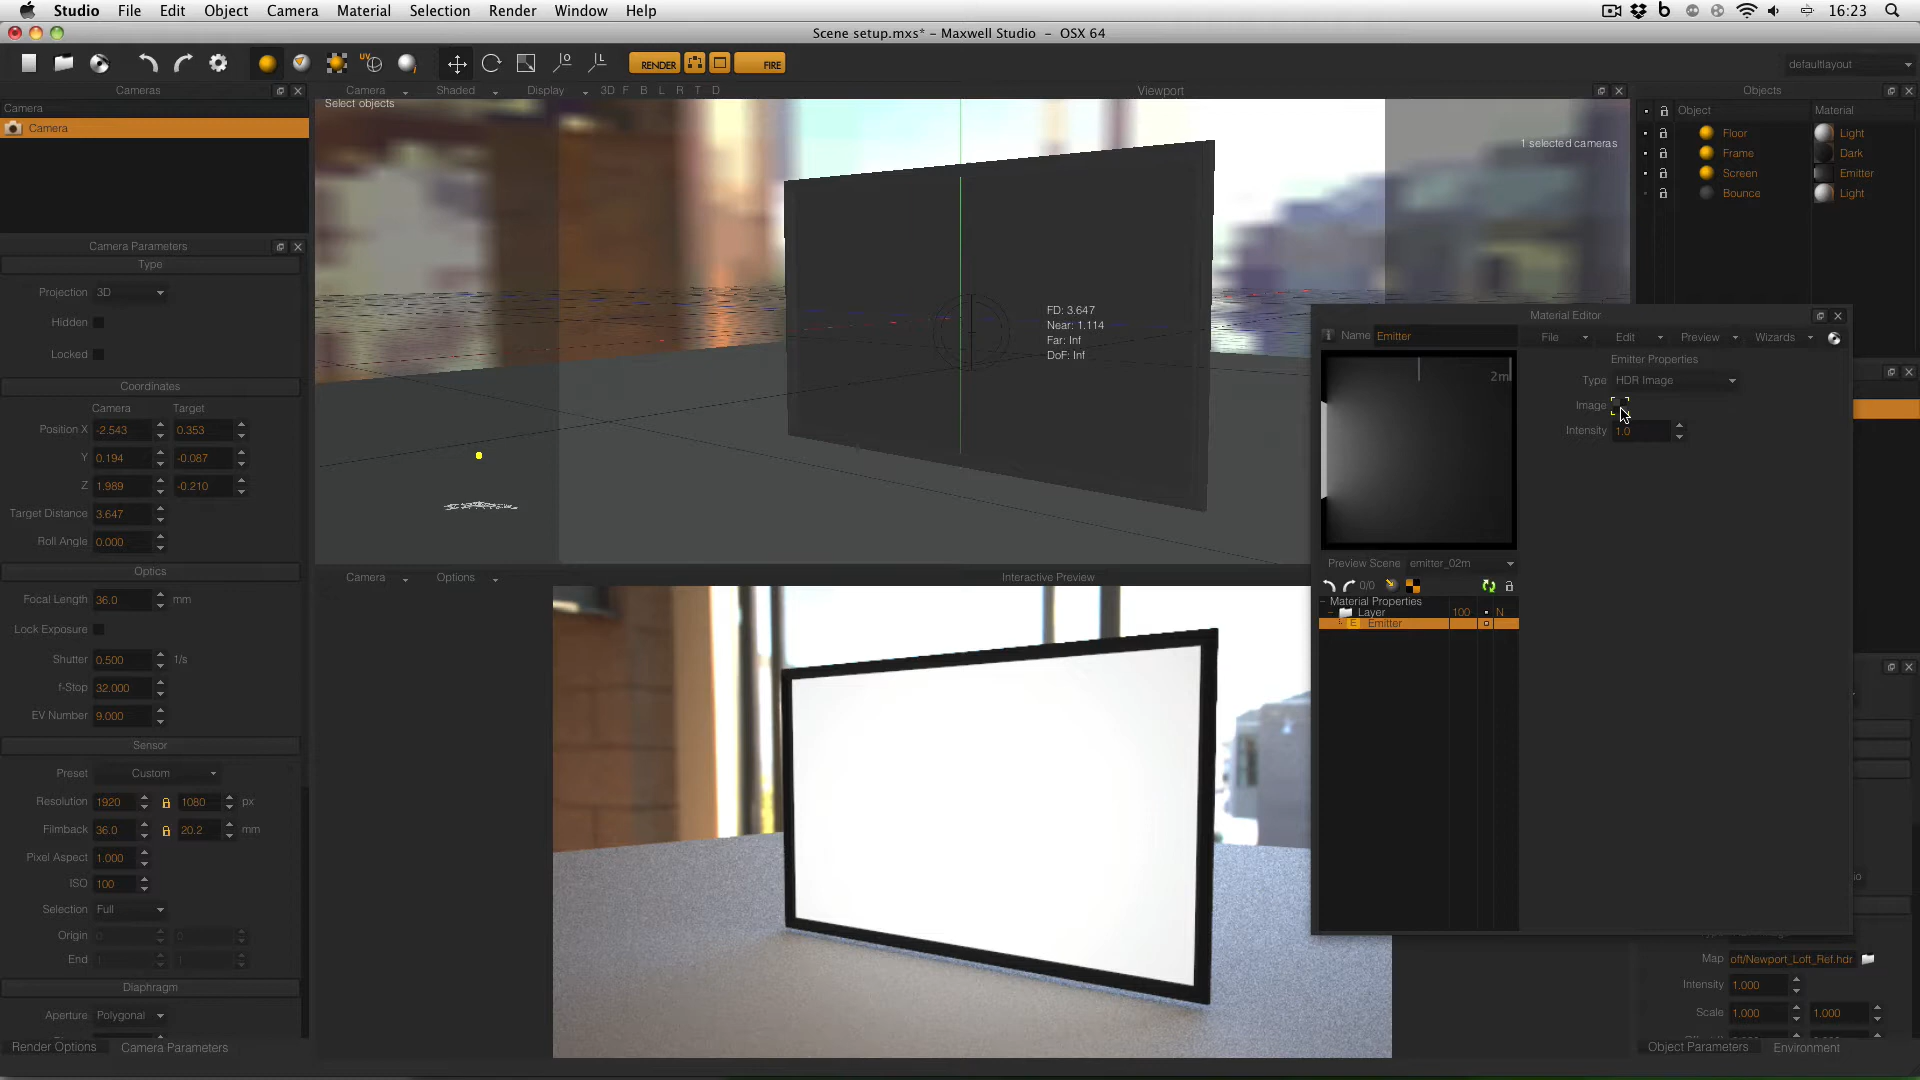 Studio File Edit Object Camera Material Selection Render Window Help 16:23
Scene setup.mxs* – Maxwell Studio – OSX 64
UV RENDER FIRE defaultlayout
Cameras
Camera
Camera
Camera Parameters
Type
Projection 3D
Hidden
Locked
Coordinates
Camera Target
Position X -2.543 0.353
Y 0.194 -0.087
Z 1.989 -0.210
Target Distance 3.647
Roll Angle 0.000
Optics
Focal Length 36.0 mm
Lock Exposure
Shutter 0.500 1/s
f-Stop 32.000
EV Number 9.000
Sensor
Preset Custom
Resolution 1920 1080 px
Filmback 36.0 20.2 mm
Pixel Aspect 1.000
ISO 100
Selection Full
Origin 0 0
End 1 1
Diaphragm
Aperture Polygonal
Render Options Camera Parameters
Camera Shaded Display 3D F B L R T D Viewport
Select objects
1 selected cameras
FD: 3.647
Near: 1.114
Far: Inf
DoF: Inf
Camera Options Interactive Preview
Objects
Object Material
Floor Light
Frame Dark
Screen Emitter
Bounce Light
Material Editor
Name Emitter File Edit Preview Wizards
2m
Emitter Properties
Type HDR Image
Image
Intensity 1.0
Preview Scene emitter_02m
0/0
Material Properties
Layer 100 N
E Emitter
Map oft/Newport_Loft_Ref.hdr
Intensity 1.000
Scale 1.000 1.000
Object Parameters Environment